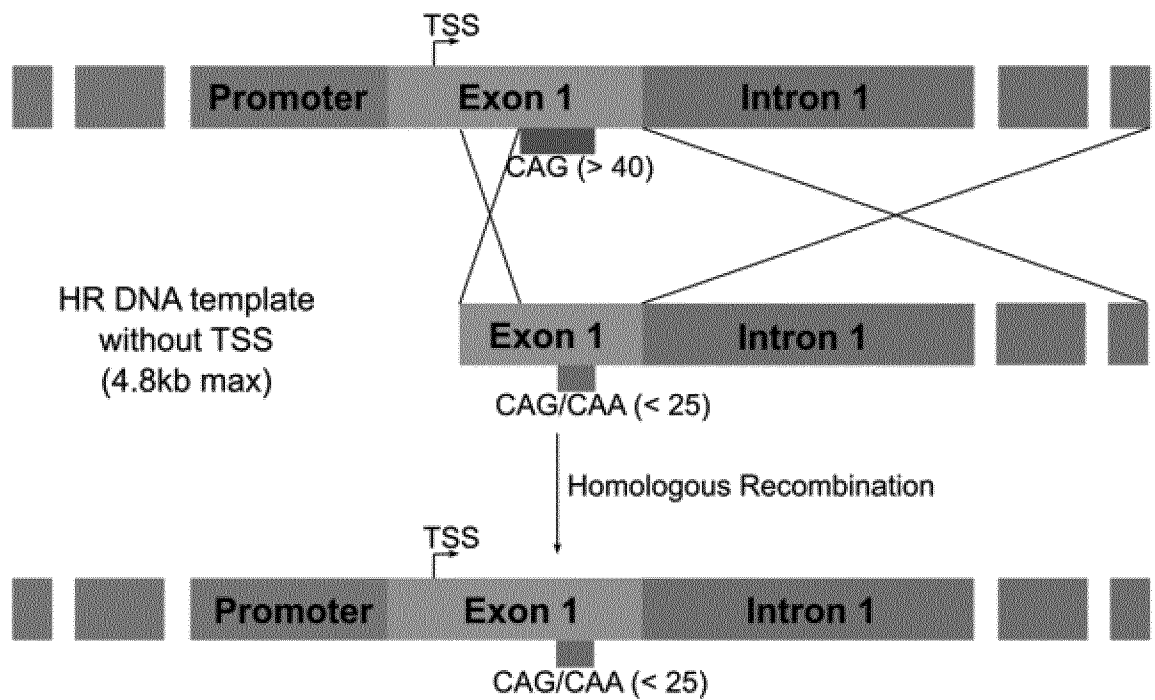 TSS
Promoter Exon 1 Intron 1
CAG (> 40)
HR DNA template
without TSS
(4.8kb max)
Exon 1 Intron 1
CAG/CAA (< 25)
Homologous Recombination
TSS
Promoter Exon 1 Intron 1
CAG/CAA (< 25)